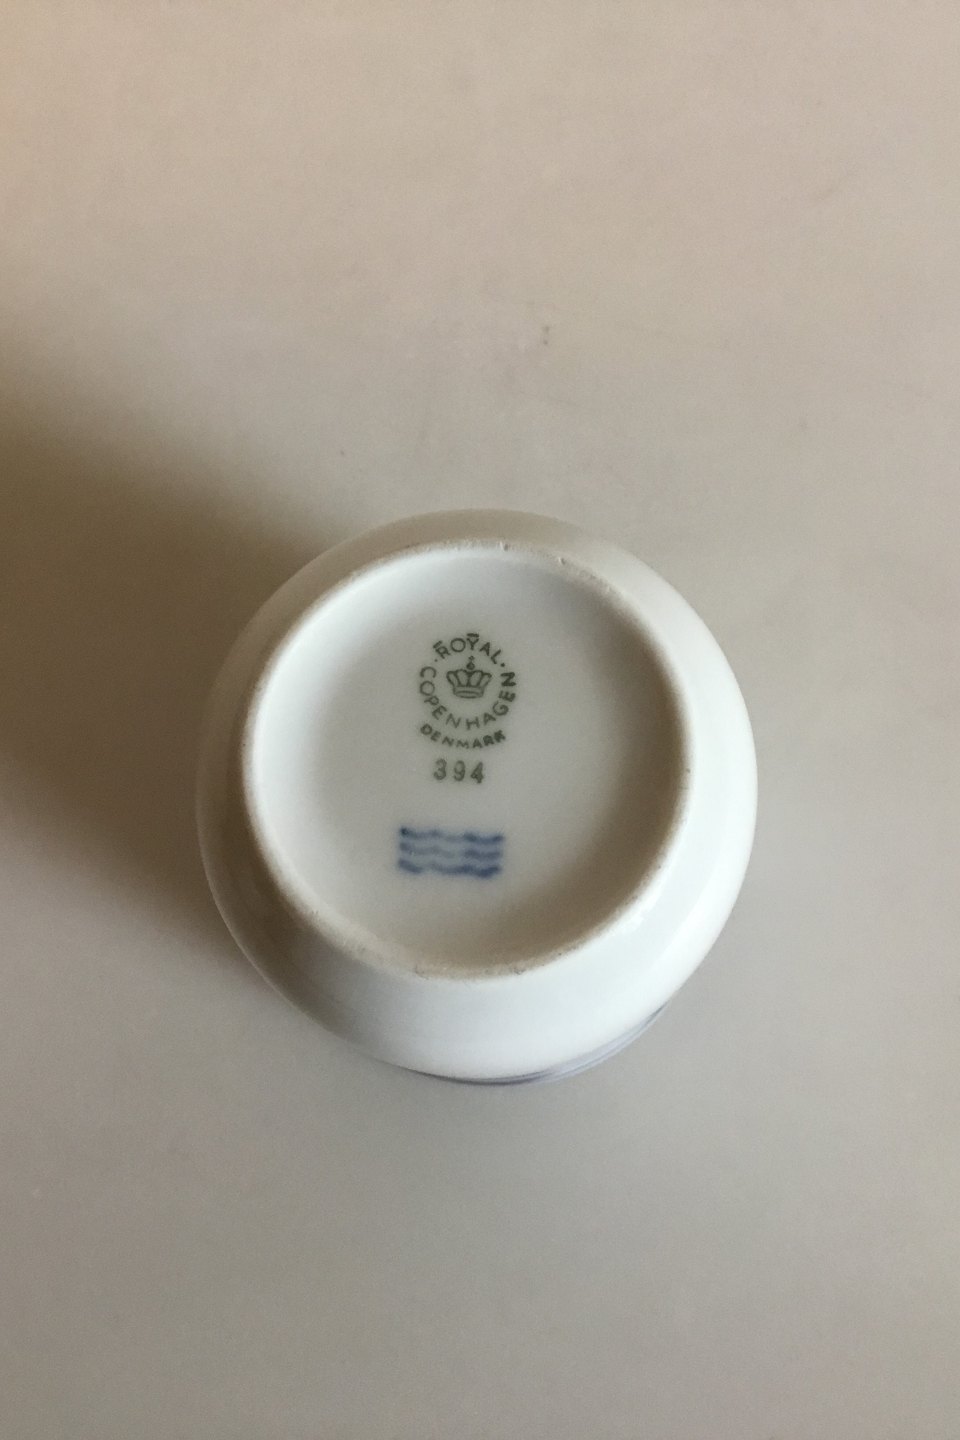 ROYAL
COPENHAGEN
DENMARK
394